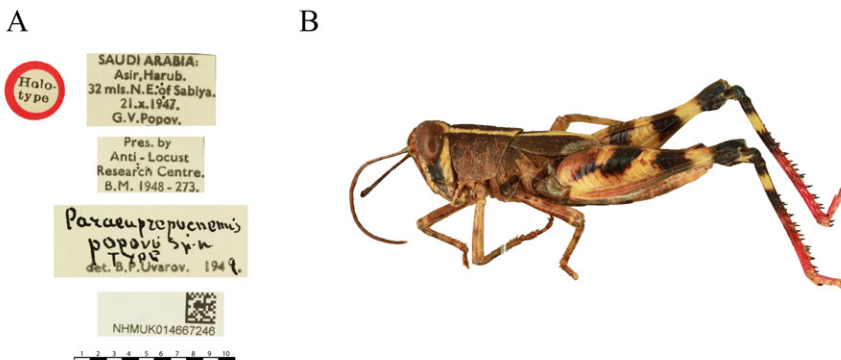 A
B
Holo-
type
SAUDI ARABIA:
Asir, Harub.
32 mls. N.E. of Sabiya.
21.x.1947.
G.V. Popov.
Pres. by
Anti-Locust
Research Centre.
B.M. 1948-273.
Paraeuprepocnemis
popovi sp. n.
TYPE
det. B.P. Uvarov. 1949.
NHMUK014667246
1 2 3 4 5 6 7 8 9 10